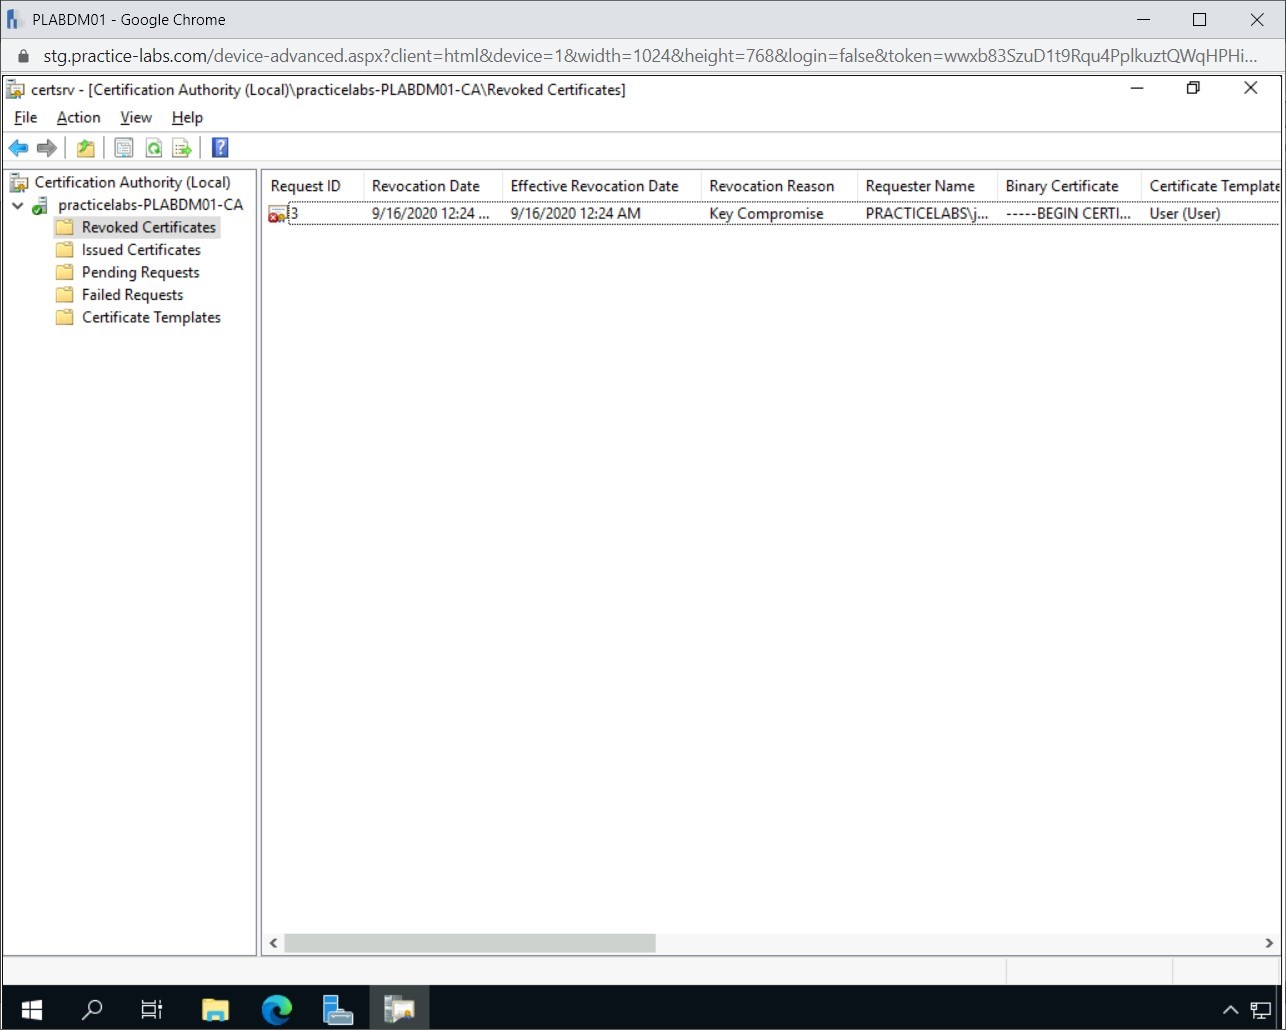 PLABDM01 - Google Chrome
stg.practice-labs.com/device-advanced.aspx?client=html&device=1&width=1024&height=768&login=false&token=wwxb83SzuD1t9Rqu4PplkuztQWqHPHi...
certsrv - [Certification Authority (Local)\practicelabs-PLABDM01-CA\Revoked Certificates]
File Action View Help
Certification Authority (Local)
practicelabs-PLABDM01-CA
Revoked Certificates
Issued Certificates
Pending Requests
Failed Requests
Certificate Templates
Request ID Revocation Date Effective Revocation Date Revocation Reason Requester Name Binary Certificate Certificate Template
3 9/16/2020 12:24 ... 9/16/2020 12:24 AM Key Compromise PRACTICELABS\j... -----BEGIN CERTI... User (User)